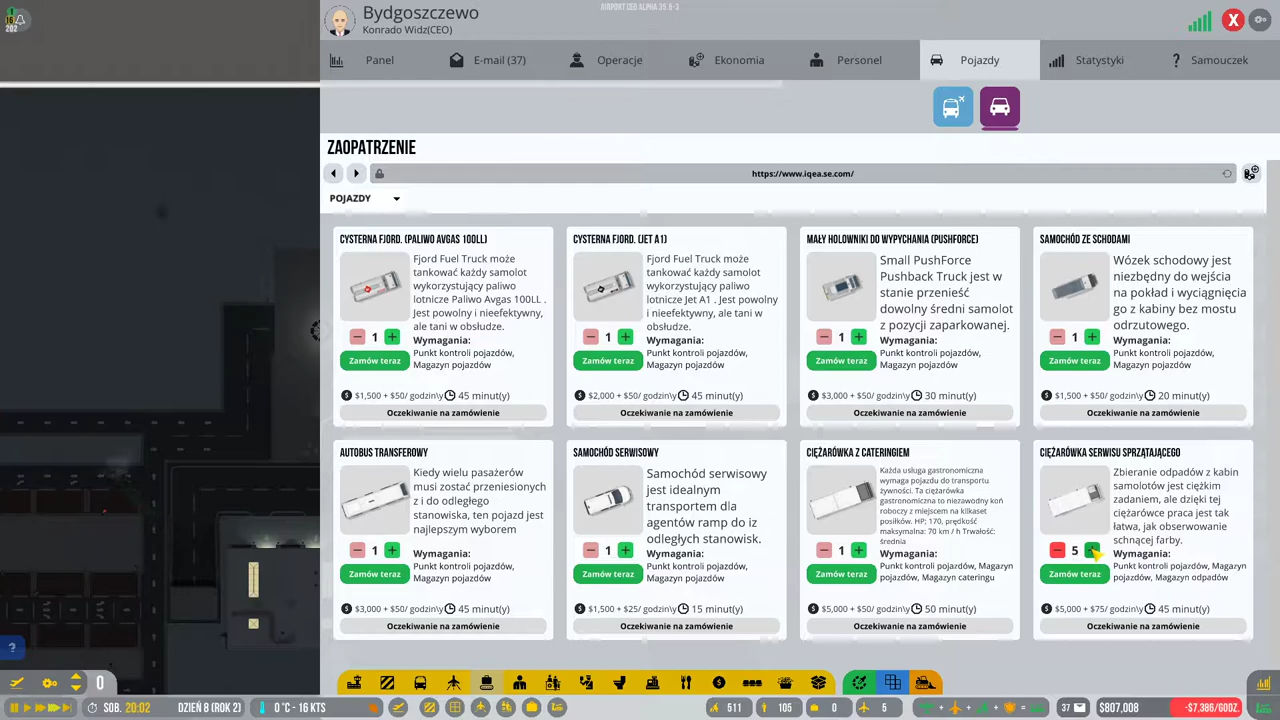 Bydgoszczewo
AIRPORT CEO ALPHA 35.6-3
Konrado Widz(CEO)
Panel
E-mail (37)
Operacje
Ekonomia
Personel
Pojazdy
Statystyki
Samouczek
ZAOPATRZENIE
https://www.iqea.se.com/
POJAZDY
CYSTERNA FJORD. (PALIWO AVGAS 100LL)
Fjord Fuel Truck może
tankować każdy samolot
wykorzystujący paliwo
lotnicze Paliwo Avgas 100LL .
Jest powolny i nieefektywny,
ale tani w obsłudze.
1
Wymagania:
Zamów teraz
Punkt kontroli pojazdów,
Magazyn pojazdów
$1,500 + $50/ godzin\y 45 minut(y)
Oczekiwanie na zamówienie
CYSTERNA FJORD. (JET A1)
Fjord Fuel Truck może
tankować każdy samolot
wykorzystujący paliwo
lotnicze Jet A1 . Jest powolny
i nieefektywny, ale tani w
obsłudze.
1
Wymagania:
Zamów teraz
Punkt kontroli pojazdów,
Magazyn pojazdów
$2,000 + $50/ godzin\y 45 minut(y)
Oczekiwanie na zamówienie
MAŁY HOLOWNIKI DO WYPYCHANIA (PUSHFORCE)
Small PushForce
Pushback Truck jest w
stanie przenieść
dowolny średni samolot
z pozycji zaparkowanej.
1
Wymagania:
Zamów teraz
Punkt kontroli pojazdów,
Magazyn pojazdów
$3,000 + $50/ godzin\y 30 minut(y)
Oczekiwanie na zamówienie
SAMOCHÓD ZE SCHODAMI
Wózek schodowy jest
niezbędny do wejścia
na pokład i wyciągnięcia
go z kabiny bez mostu
odrzutowego.
1
Wymagania:
Zamów teraz
Punkt kontroli pojazdów,
Magazyn pojazdów
$1,500 + $50/ godzin\y 20 minut(y)
Oczekiwanie na zamówienie
AUTOBUS TRANSFEROWY
Kiedy wielu pasażerów
musi zostać przeniesionych
z i do odległego
stanowiska, ten pojazd jest
najlepszym wyborem
1
Wymagania:
Zamów teraz
Punkt kontroli pojazdów,
Magazyn pojazdów
$3,000 + $50/ godzin\y 45 minut(y)
Oczekiwanie na zamówienie
SAMOCHÓD SERWISOWY
Samochód serwisowy
jest idealnym
transportem dla
agentów ramp do iz
odległych stanowisk.
1
Wymagania:
Zamów teraz
Punkt kontroli pojazdów,
Magazyn pojazdów
$1,500 + $25/ godzin\y 15 minut(y)
Oczekiwanie na zamówienie
CIĘŻARÓWKA Z CATERINGIEM
Każda usługa gastronomiczna
wymaga pojazdu do transportu
żywności. Ta ciężarówka
gastronomiczna to niezawodny koń
roboczy z miejscem na kilkaset
posiłków. HP: 170, prędkość
maksymalna: 70 km / h Trwałość:
średnia
1
Wymagania:
Zamów teraz
Punkt kontroli pojazdów, Magazyn
pojazdów, Magazyn cateringu
$5,000 + $50/ godzin\y 50 minut(y)
Oczekiwanie na zamówienie
CIĘŻARÓWKA SERWISU SPRZĄTAJĄCEGO
Zbieranie odpadów z kabin
samolotów jest ciężkim
zadaniem, ale dzięki tej
ciężarówce praca jest tak
łatwa, jak obserwowanie
schnącej farby.
5
Wymagania:
Zamów teraz
Punkt kontroli pojazdów, Magazyn
pojazdów, Magazyn odpadów
$5,000 + $75/ godzin\y 45 minut(y)
Oczekiwanie na zamówienie
0
SOB. 20:02
DZIEŃ 8 (ROK 2)
0 °C - 16 KTS
511
105
0
5
37
$807,008
-$7,386/GODZ.